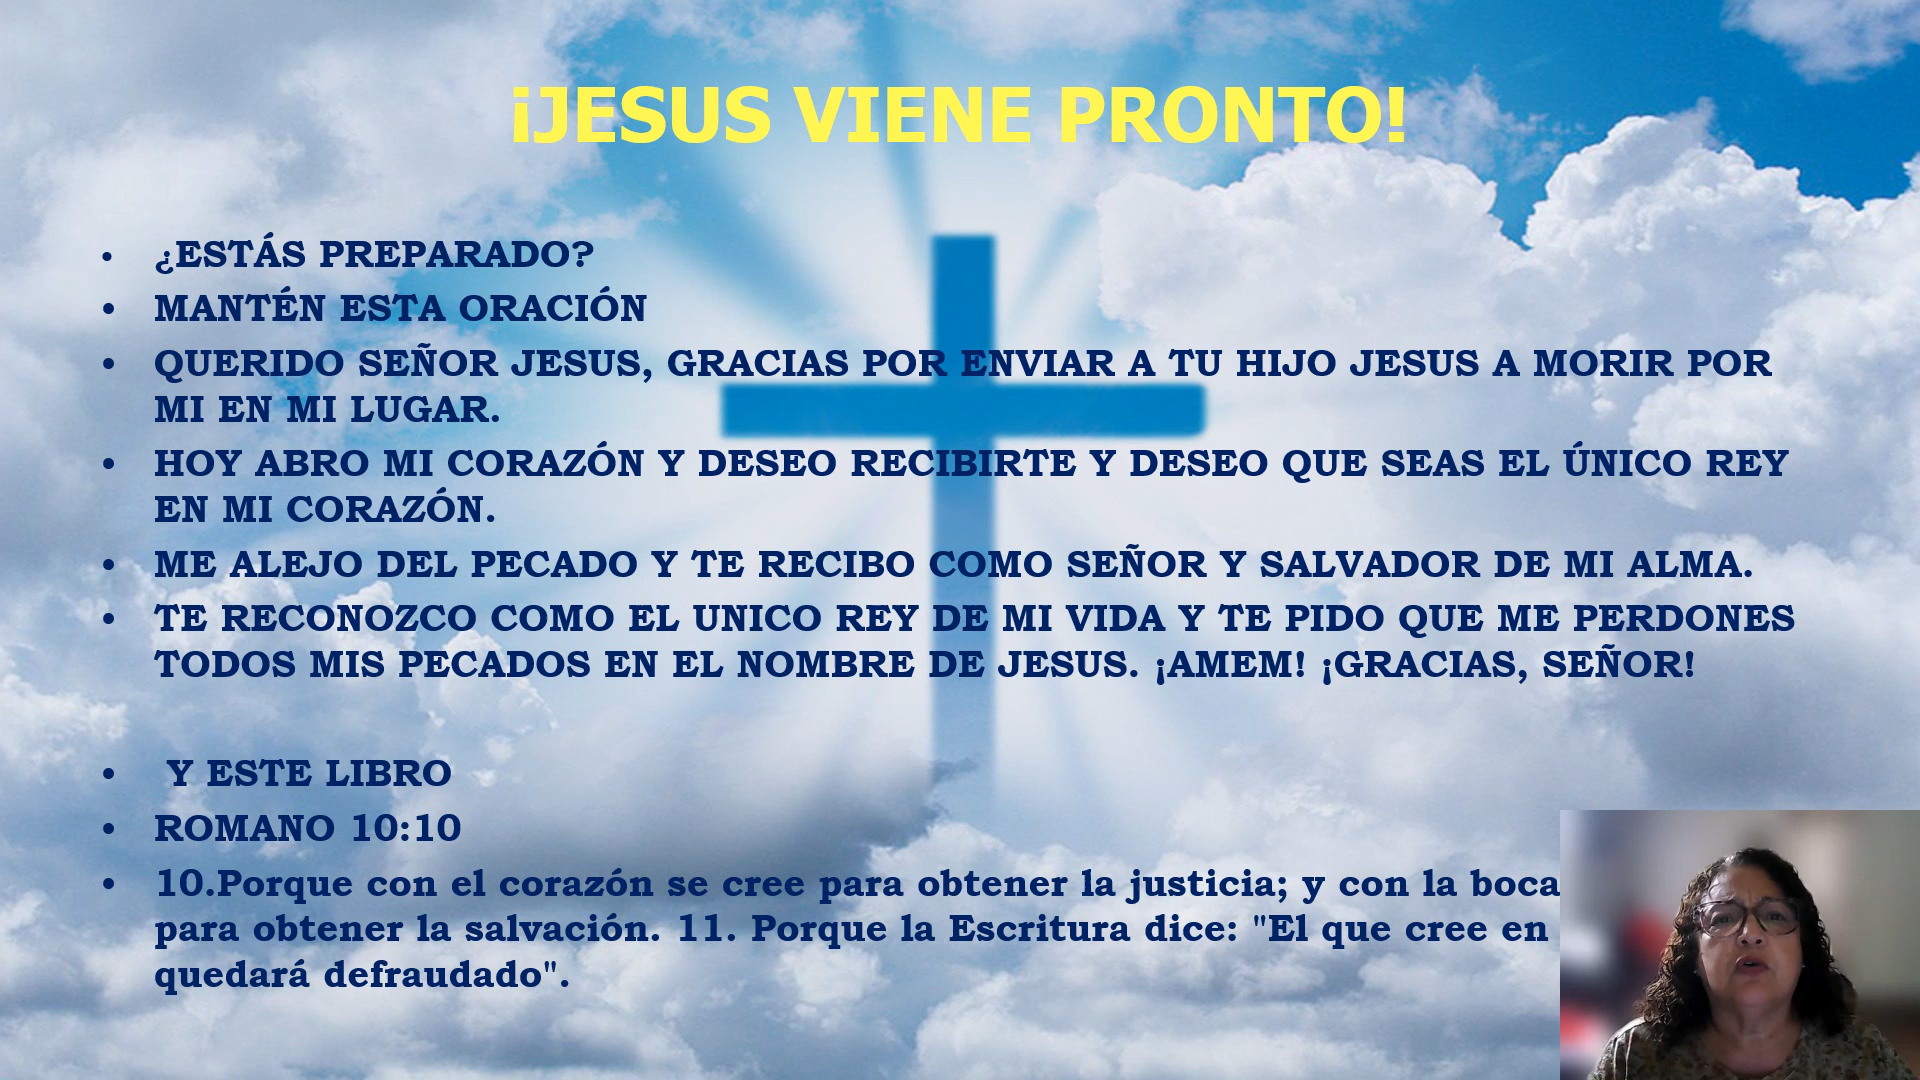 ¡JESUS VIENE PRONTO!
• ¿ESTÁS PREPARADO?
• MANTÉN ESTA ORACIÓN
• QUERIDO SEÑOR JESUS, GRACIAS POR ENVIAR A TU HIJO JESUS A MORIR POR
MI EN MI LUGAR.
• HOY ABRO MI CORAZÓN Y DESEO RECIBIRTE Y DESEO QUE SEAS EL ÚNICO REY
EN MI CORAZÓN.
• ME ALEJO DEL PECADO Y TE RECIBO COMO SEÑOR Y SALVADOR DE MI ALMA.
• TE RECONOZCO COMO EL UNICO REY DE MI VIDA Y TE PIDO QUE ME PERDONES
TODOS MIS PECADOS EN EL NOMBRE DE JESUS. ¡AMEM! ¡GRACIAS, SEÑOR!
• Y ESTE LIBRO
• ROMANO 10:10
• 10.Porque con el corazón se cree para obtener la justicia; y con la boca
para obtener la salvación. 11. Porque la Escritura dice: "El que cree en
quedará defraudado".